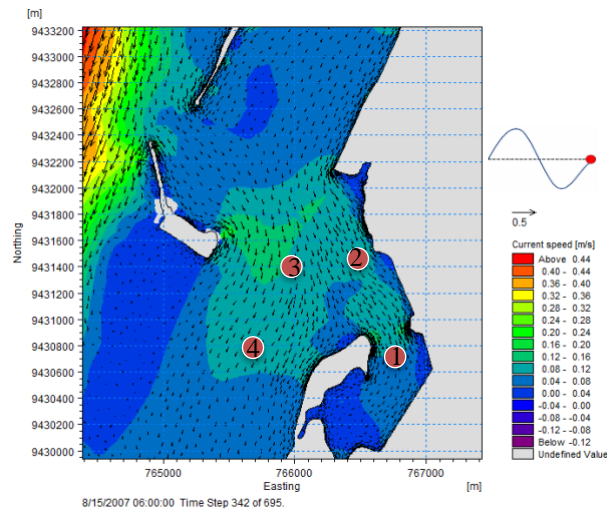 [m]
9433200
9433000
9432800
9432600
9432400
9432200
9432000
9431800
9431600
9431400
9431200
9431000
9430800
9430600
9430400
9430200
9430000
Northing
1
2
3
4
765000 766000 767000
Easting [m]
8/15/2007 06:00:00 Time Step 342 of 695.
0.5
Current speed [m/s]
Above 0.44
0.40 - 0.44
0.36 - 0.40
0.32 - 0.36
0.28 - 0.32
0.24 - 0.28
0.20 - 0.24
0.16 - 0.20
0.12 - 0.16
0.08 - 0.12
0.04 - 0.08
0.00 - 0.04
-0.04 - 0.00
-0.08 - -0.04
-0.12 - -0.08
Below -0.12
Undefined Value